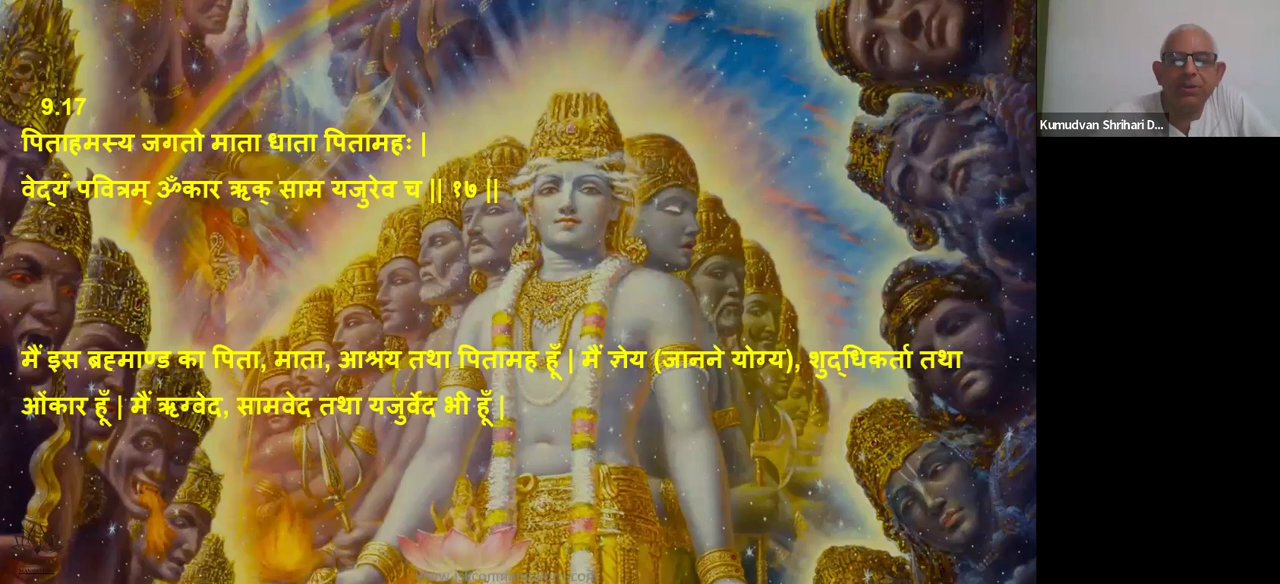 9.17
पिताहमस्य जगतो माता धाता पितामहः |
वेद्यं पवित्रम् ॐकार ऋक् साम यजुरेव च || १७ ||
मैं इस ब्रह्माण्ड का पिता, माता, आश्रय तथा पितामह हूँ | मैं ज्ञेय (जानने योग्य), शुद्धिकर्ता तथा
ओंकार हूँ | मैं ऋग्वेद, सामवेद तथा यजुर्वेद भी हूँ |
Kumudvan Shrihari D...